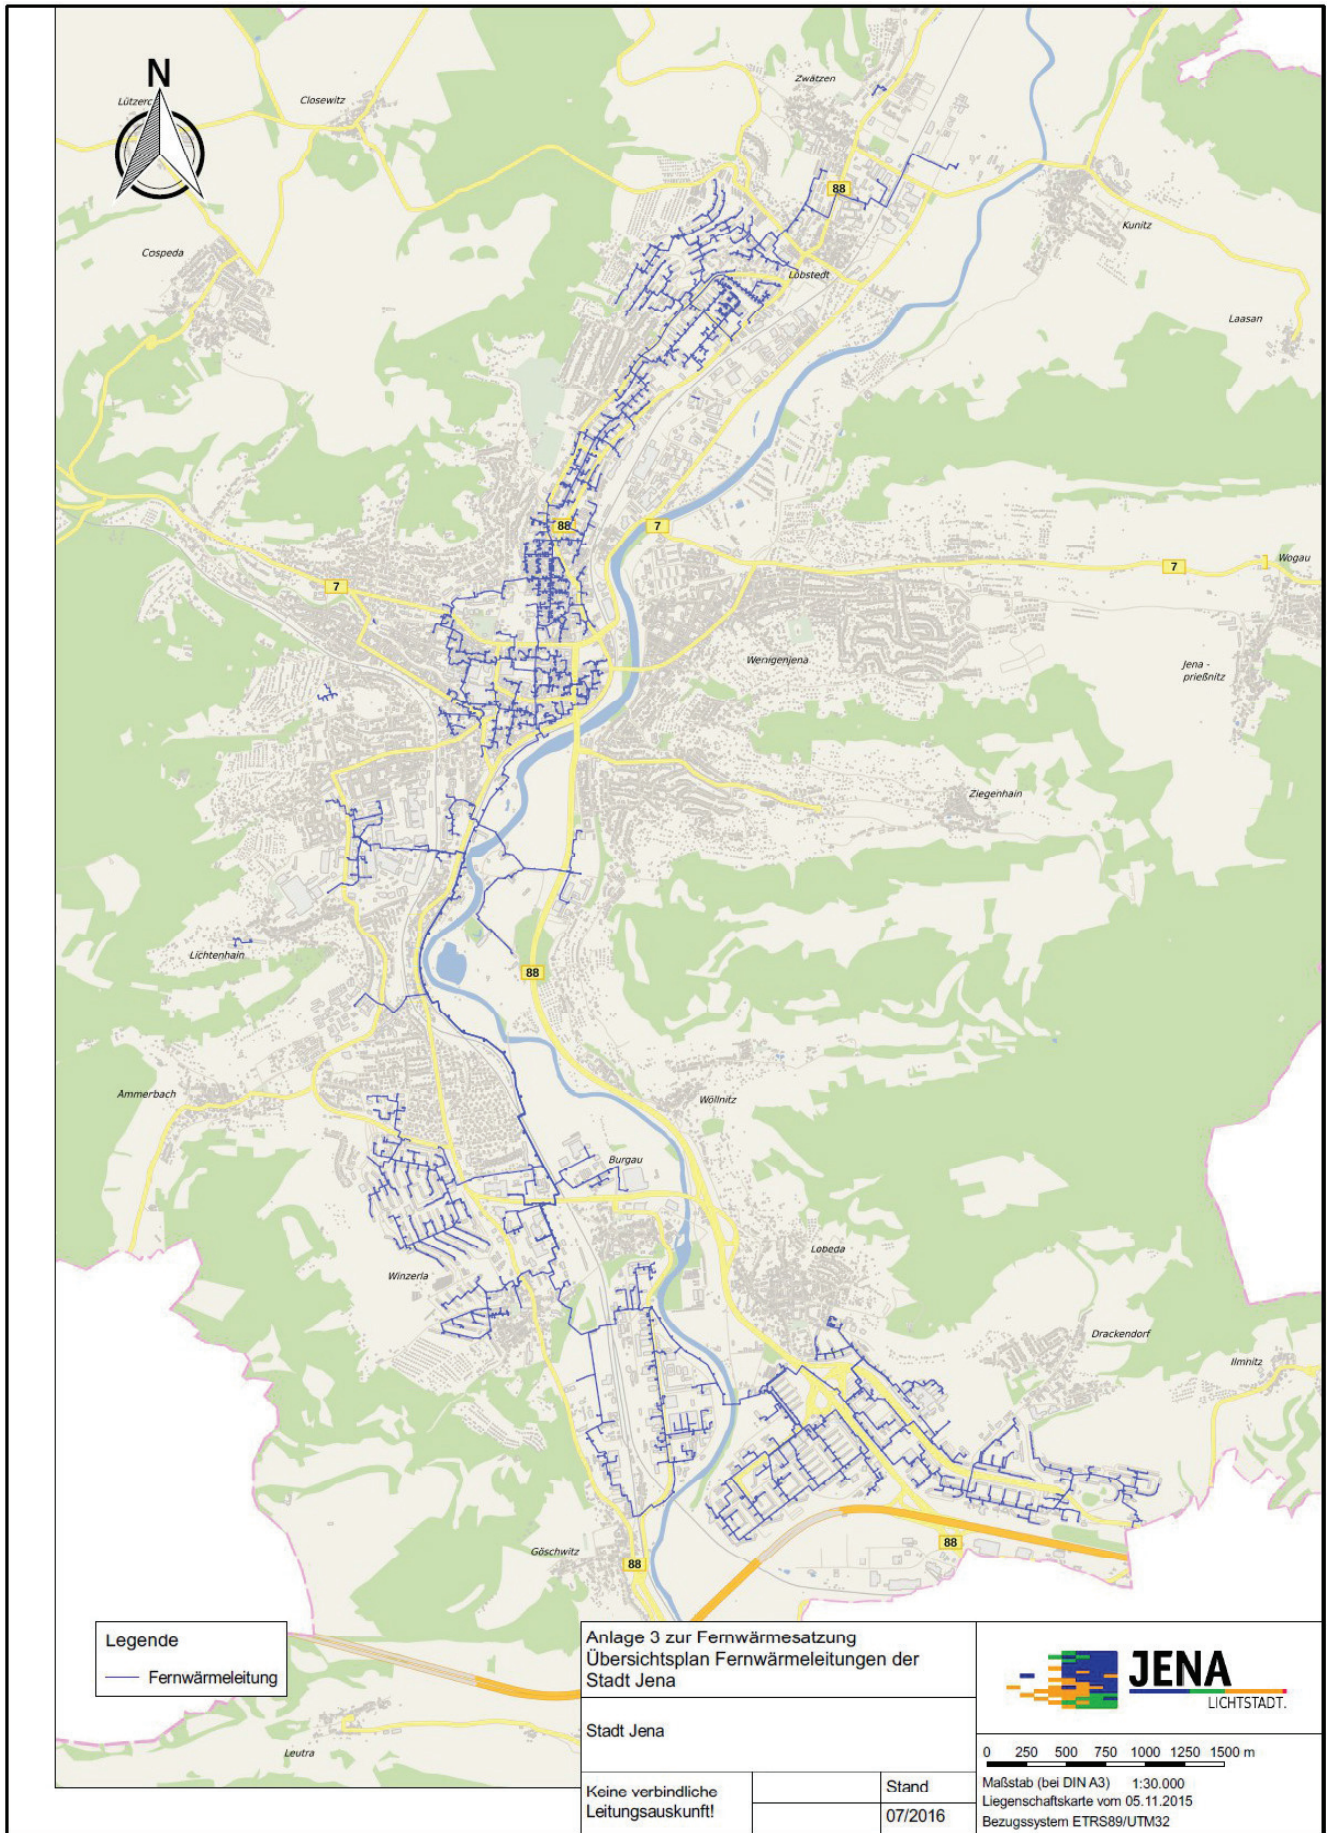 N
Zwätzen
Closewitz
88
Kunitz
Cospeda
Löbstedt
Laasan
88
7
7
Wogau
7
Wenigenjena
Jena -
prießnitz
Ziegenhain
Lichtenhain
88
Ammerbach
Wöllnitz
Burgau
Lobeda
Winzerla
Drackendorf
Ilmnitz
Göschwitz
88
88
Leutra
Legende
Fernwärmeleitung
Anlage 3 zur Fernwärmesatzung
Übersichtsplan Fernwärmeleitungen der
Stadt Jena
Stadt Jena
Keine verbindliche
Leitungsauskunft!
Stand
07/2016
JENA
LICHTSTADT.
0 250 500 750 1000 1250 1500 m
Maßstab (bei DIN A3) 1:30.000
Liegenschaftskarte vom 05.11.2015
Bezugssystem ETRS89/UTM32